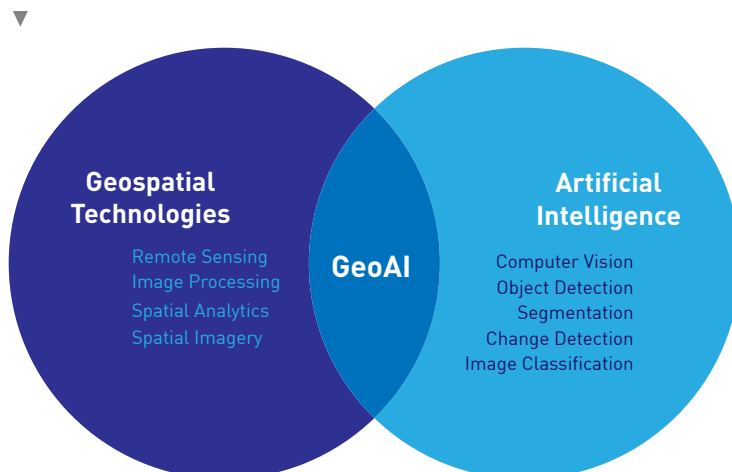 Geospatial
Technologies
Remote Sensing
Image Processing
Spatial Analytics
Spatial Imagery
GeoAI
Artificial
Intelligence
Computer Vision
Object Detection
Segmentation
Change Detection
Image Classification